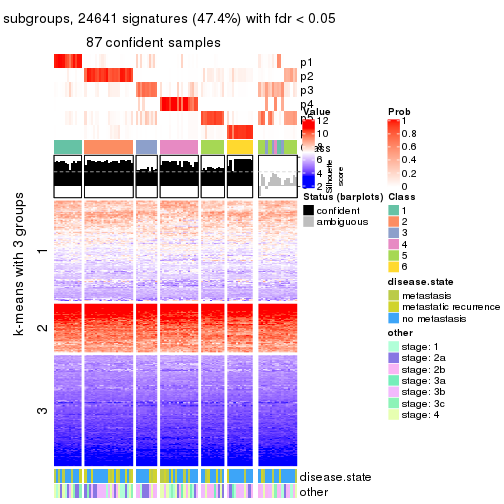 subgroups, 24641 signatures (47.4%) with fdr < 0.05
87 confident samples
p1
p2
p3
p4
p5
Value
12
10
8
6
4
2
Silhouette
score
Prob
1
0.8
0.6
0.4
0.2
0
Status (barplots)
confident
ambiguous
Class
1
2
3
4
5
6
disease.state
metastasis
metastatic recurrence
no metastasis
other
stage: 1
stage: 2a
stage: 2b
stage: 3a
stage: 3b
stage: 3c
stage: 4
k-means with 3 groups
1
2
3
disease.state
other